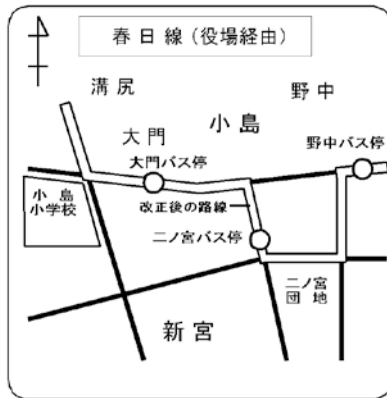 春日線（役場経由）
溝尻
野中
小島
大門
大門バス停
野中バス停
小島
小学校
改正後の路線
二ノ宮バス停
二ノ宮
団地
新宮